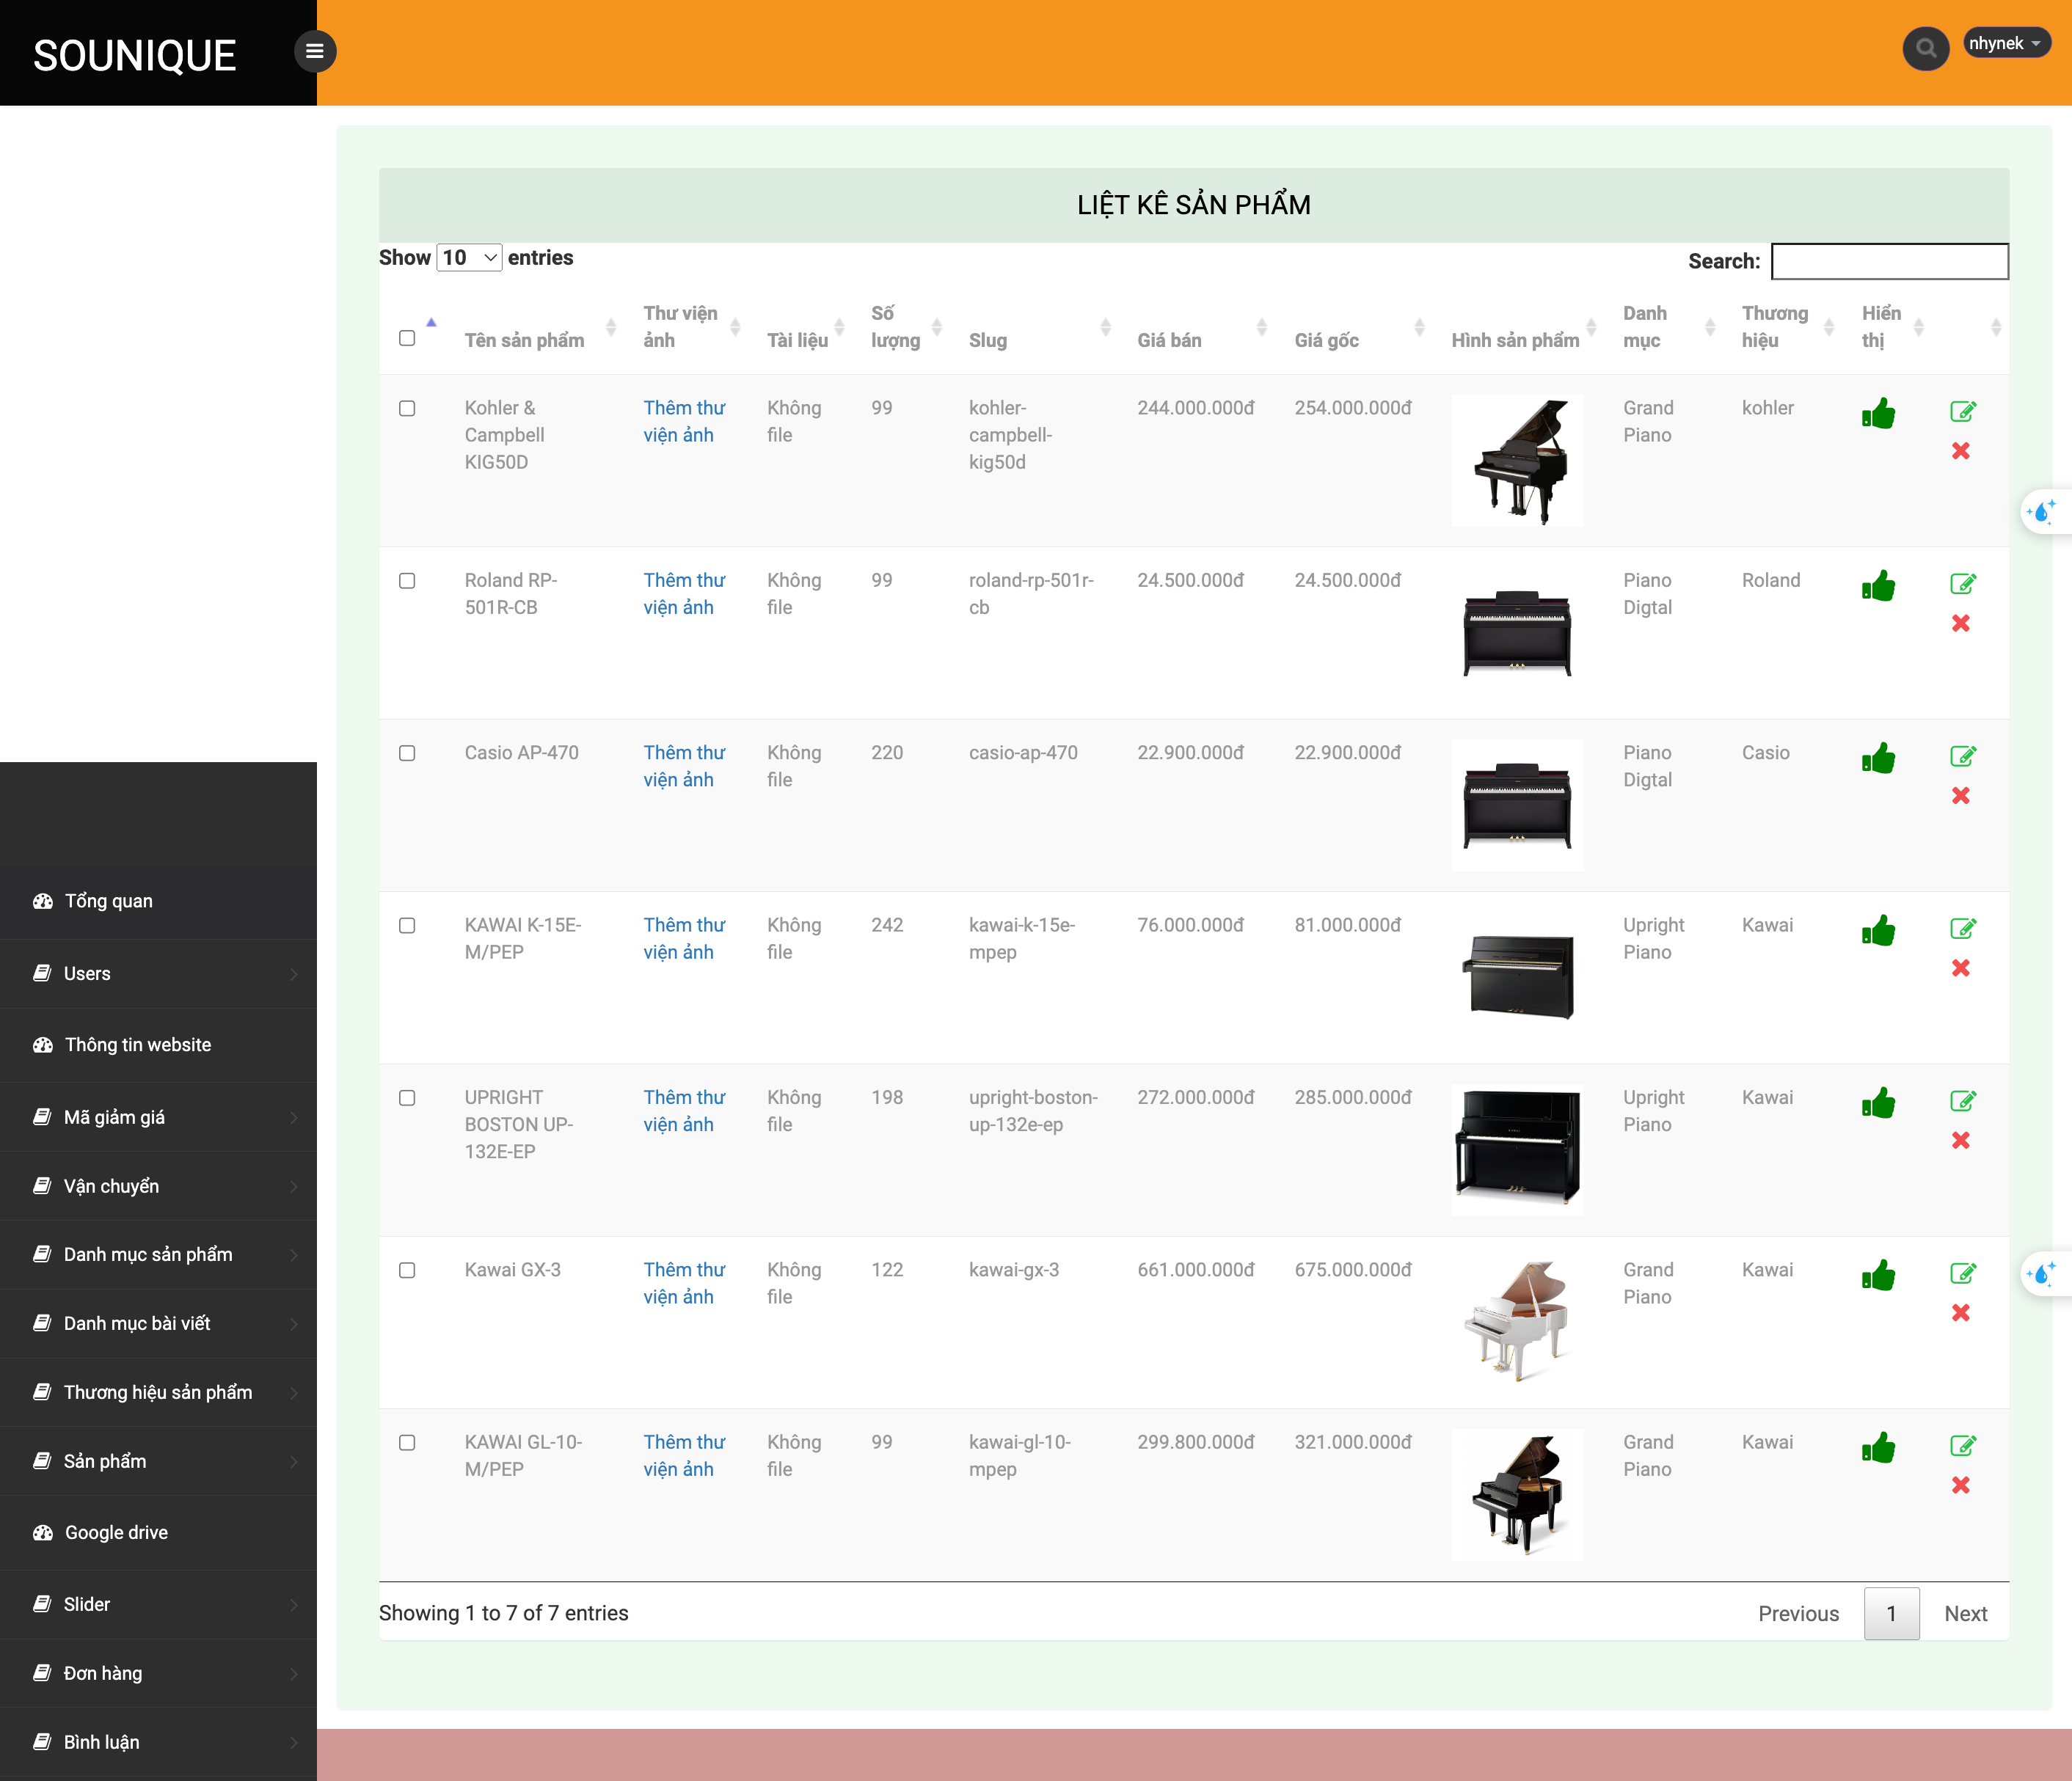 SOUNIQUE
nhynek
LIỆT KÊ SẢN PHẨM
Show 10 entries
Search:
Tên sản phẩm
Thư viện
ảnh
Tài liệu
Số
lượng
Slug
Giá bán
Giá gốc
Hình sản phẩm
Danh
mục
Thương
hiệu
Hiển
thị
Kohler &
Campbell
KIG50D
Thêm thư
viện ảnh
Không
file
99
kohler-
campbell-
kig50d
244.000.000đ
254.000.000đ
Grand
Piano
kohler
Roland RP-
501R-CB
Thêm thư
viện ảnh
Không
file
99
roland-rp-501r-
cb
24.500.000đ
24.500.000đ
Piano
Digtal
Roland
Casio AP-470
Thêm thư
viện ảnh
Không
file
220
casio-ap-470
22.900.000đ
22.900.000đ
Piano
Digtal
Casio
KAWAI K-15E-
M/PEP
Thêm thư
viện ảnh
Không
file
242
kawai-k-15e-
mpep
76.000.000đ
81.000.000đ
Upright
Piano
Kawai
UPRIGHT
BOSTON UP-
132E-EP
Thêm thư
viện ảnh
Không
file
198
upright-boston-
up-132e-ep
272.000.000đ
285.000.000đ
Upright
Piano
Kawai
Kawai GX-3
Thêm thư
viện ảnh
Không
file
122
kawai-gx-3
661.000.000đ
675.000.000đ
Grand
Piano
Kawai
KAWAI GL-10-
M/PEP
Thêm thư
viện ảnh
Không
file
99
kawai-gl-10-
mpep
299.800.000đ
321.000.000đ
Grand
Piano
Kawai
Showing 1 to 7 of 7 entries
Previous 1 Next
Tổng quan
Users
Thông tin website
Mã giảm giá
Vận chuyển
Danh mục sản phẩm
Danh mục bài viết
Thương hiệu sản phẩm
Sản phẩm
Google drive
Slider
Đơn hàng
Bình luận